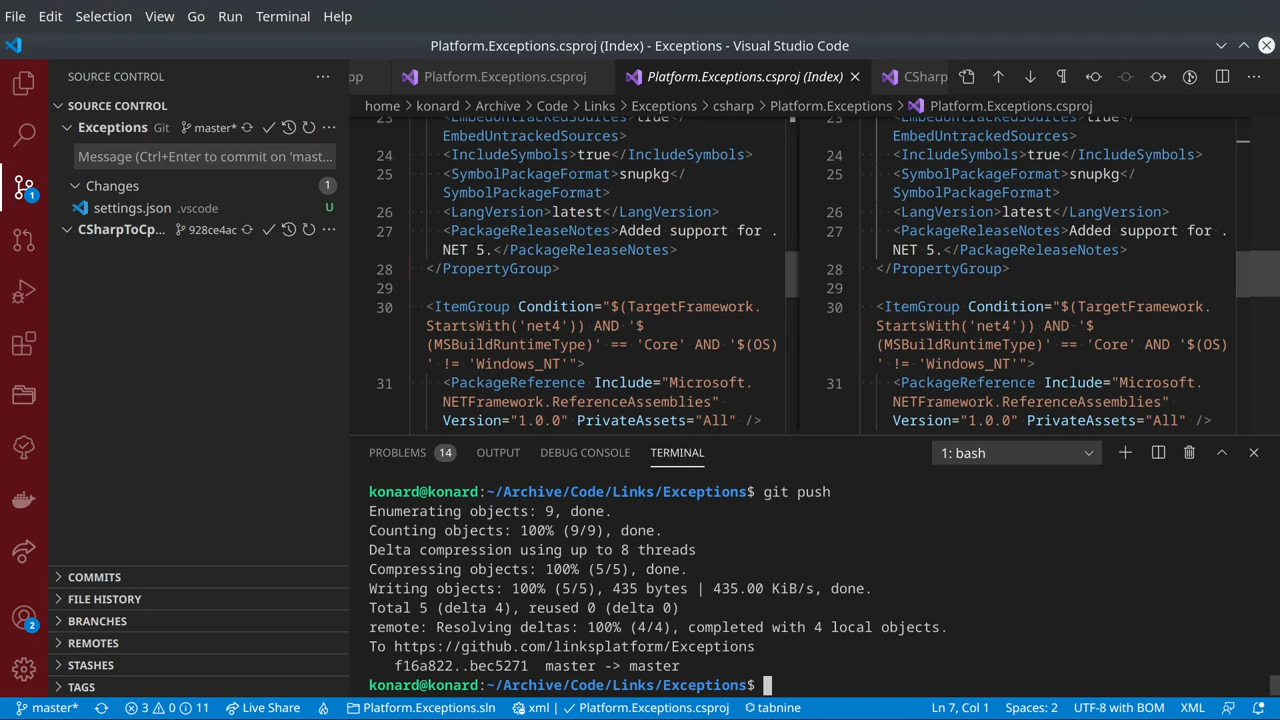 File Edit Selection View Go Run Terminal Help
Platform.Exceptions.csproj (Index) - Exceptions - Visual Studio Code
SOURCE CONTROL
pp Platform.Exceptions.csproj Platform.Exceptions.csproj (Index) CSharp
SOURCE CONTROL
home konard Archive Code Links Exceptions csharp Platform.Exceptions Platform.Exceptions.csproj
Exceptions Git master*
Message (Ctrl+Enter to commit on 'mast...
Changes 1
settings.json .vscode U
CSharpToCp... 928ce4ac
COMMITS
FILE HISTORY
BRANCHES
REMOTES
STASHES
TAGS
1
2
23 <EmbedUntrackedSources>true</
EmbedUntrackedSources>
24 <IncludeSymbols>true</IncludeSymbols>
25 <SymbolPackageFormat>snupkg</
SymbolPackageFormat>
26 <LangVersion>latest</LangVersion>
27 <PackageReleaseNotes>Added support for .
NET 5.</PackageReleaseNotes>
28 </PropertyGroup>
29
30 <ItemGroup Condition="$(TargetFramework.
StartsWith('net4')) AND '$
(MSBuildRuntimeType)' == 'Core' AND '$(OS)
' != 'Windows_NT'">
31 <PackageReference Include="Microsoft.
NETFramework.ReferenceAssemblies"
Version="1.0.0" PrivateAssets="All" />
23 <EmbedUntrackedSources>true</
EmbedUntrackedSources>
24 <IncludeSymbols>true</IncludeSymbols>
25 <SymbolPackageFormat>snupkg</
SymbolPackageFormat>
26 <LangVersion>latest</LangVersion>
27 <PackageReleaseNotes>Added support for .
NET 5.</PackageReleaseNotes>
28 </PropertyGroup>
29
30 <ItemGroup Condition="$(TargetFramework.
StartsWith('net4')) AND '$
(MSBuildRuntimeType)' == 'Core' AND '$(OS)
' != 'Windows_NT'">
31 <PackageReference Include="Microsoft.
NETFramework.ReferenceAssemblies"
Version="1.0.0" PrivateAssets="All" />
PROBLEMS 14 OUTPUT DEBUG CONSOLE TERMINAL 1: bash
konard@konard:~/Archive/Code/Links/Exceptions$ git push
Enumerating objects: 9, done.
Counting objects: 100% (9/9), done.
Delta compression using up to 8 threads
Compressing objects: 100% (5/5), done.
Writing objects: 100% (5/5), 435 bytes | 435.00 KiB/s, done.
Total 5 (delta 4), reused 0 (delta 0)
remote: Resolving deltas: 100% (4/4), completed with 4 local objects.
To https://github.com/linksplatform/Exceptions
f16a822..bec5271 master -> master
konard@konard:~/Archive/Code/Links/Exceptions$
master* 3 0 11 Live Share Platform.Exceptions.sln xml | ✓ Platform.Exceptions.csproj tabnine Ln 7, Col 1 Spaces: 2 UTF-8 with BOM XML